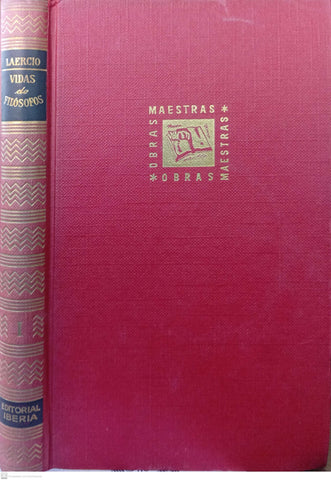 LAERCIO
VIDAS
de
FILÓSOFOS
I
EDITORIAL
IBERIA
OBRAS
MAESTRAS*
*OBRAS
MAESTRAS